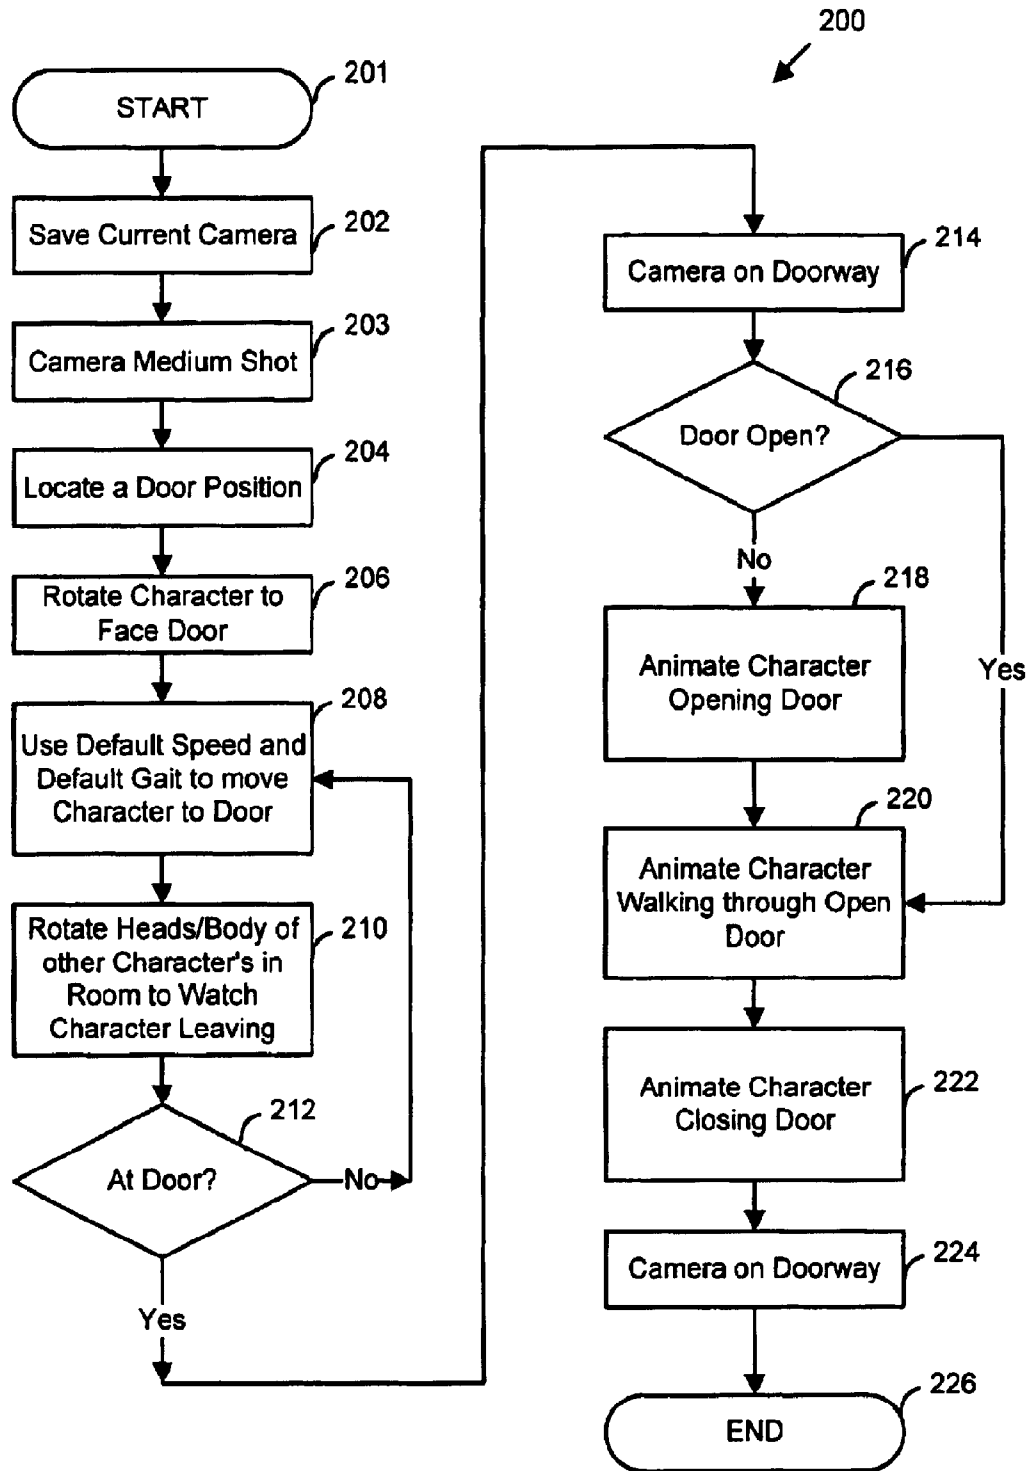 200
START
201
Save Current Camera
202
Camera Medium Shot
203
Locate a Door Position
204
Rotate Character to
Face Door
206
Use Default Speed and
Default Gait to move
Character to Door
208
Rotate Heads/Body of
other Character's in
Room to Watch
Character Leaving
210
At Door?
212
No
Yes
Camera on Doorway
214
Door Open?
216
No
Yes
Animate Character
Opening Door
218
Animate Character
Walking through Open
Door
220
Animate Character
Closing Door
222
Camera on Doorway
224
END
226